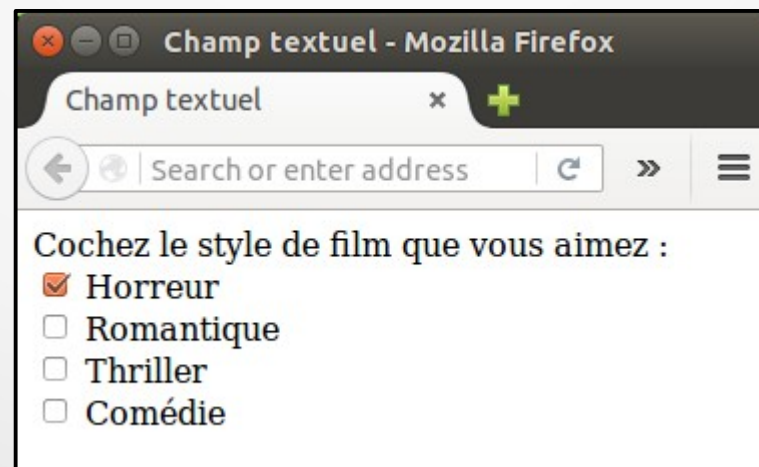 Champ textuel - Mozilla Firefox
Champ textuel
Search or enter address
Cochez le style de film que vous aimez :
Horreur
Romantique
Thriller
Comédie